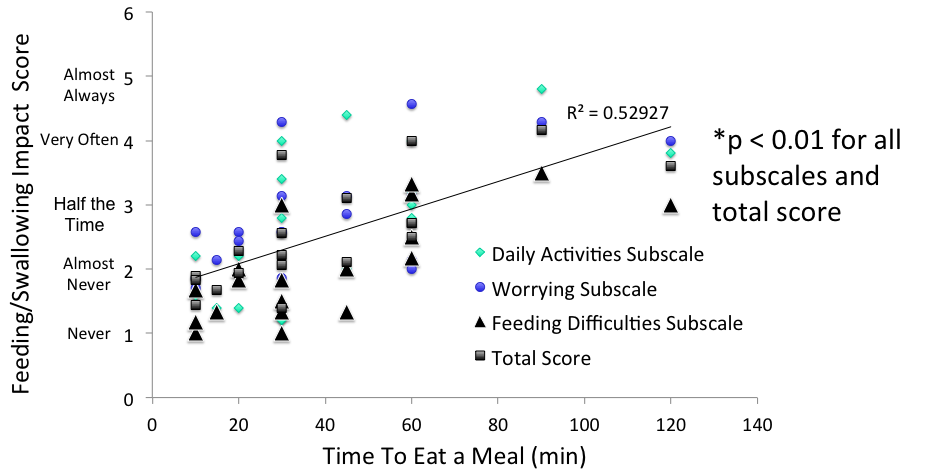 Feeding/Swallowing Impact Score
6
5
4
3
2
1
0
Almost
Always
Very Often
Half the
Time
Almost
Never
Never
R² = 0.52927
*p < 0.01 for all
subscales and
total score
Daily Activities Subscale
Worrying Subscale
Feeding Difficulties Subscale
Total Score
0 20 40 60 80 100 120 140
Time To Eat a Meal (min)